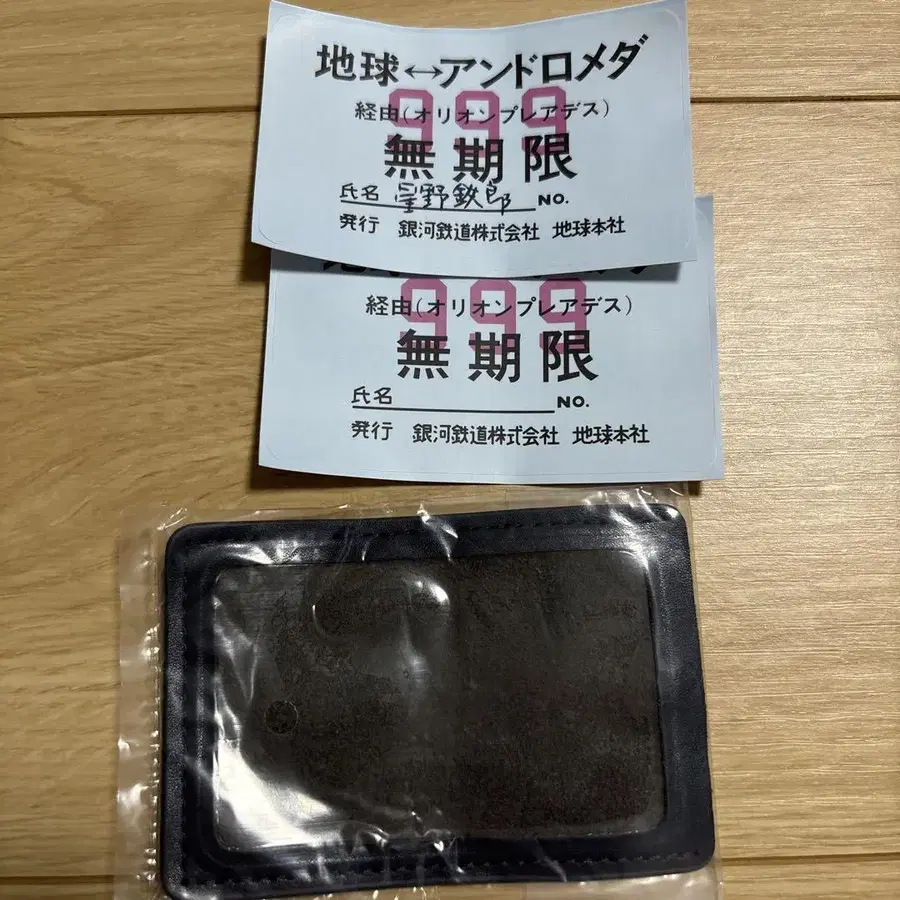 地球↔アンドロメダ
999
経由(オリオンプレアデス)
無期限
氏名 星野鉄郎 NO.
発行 銀河鉄道株式会社 地球本社
999
経由(オリオンプレアデス)
無期限
氏名 NO.
発行 銀河鉄道株式会社 地球本社